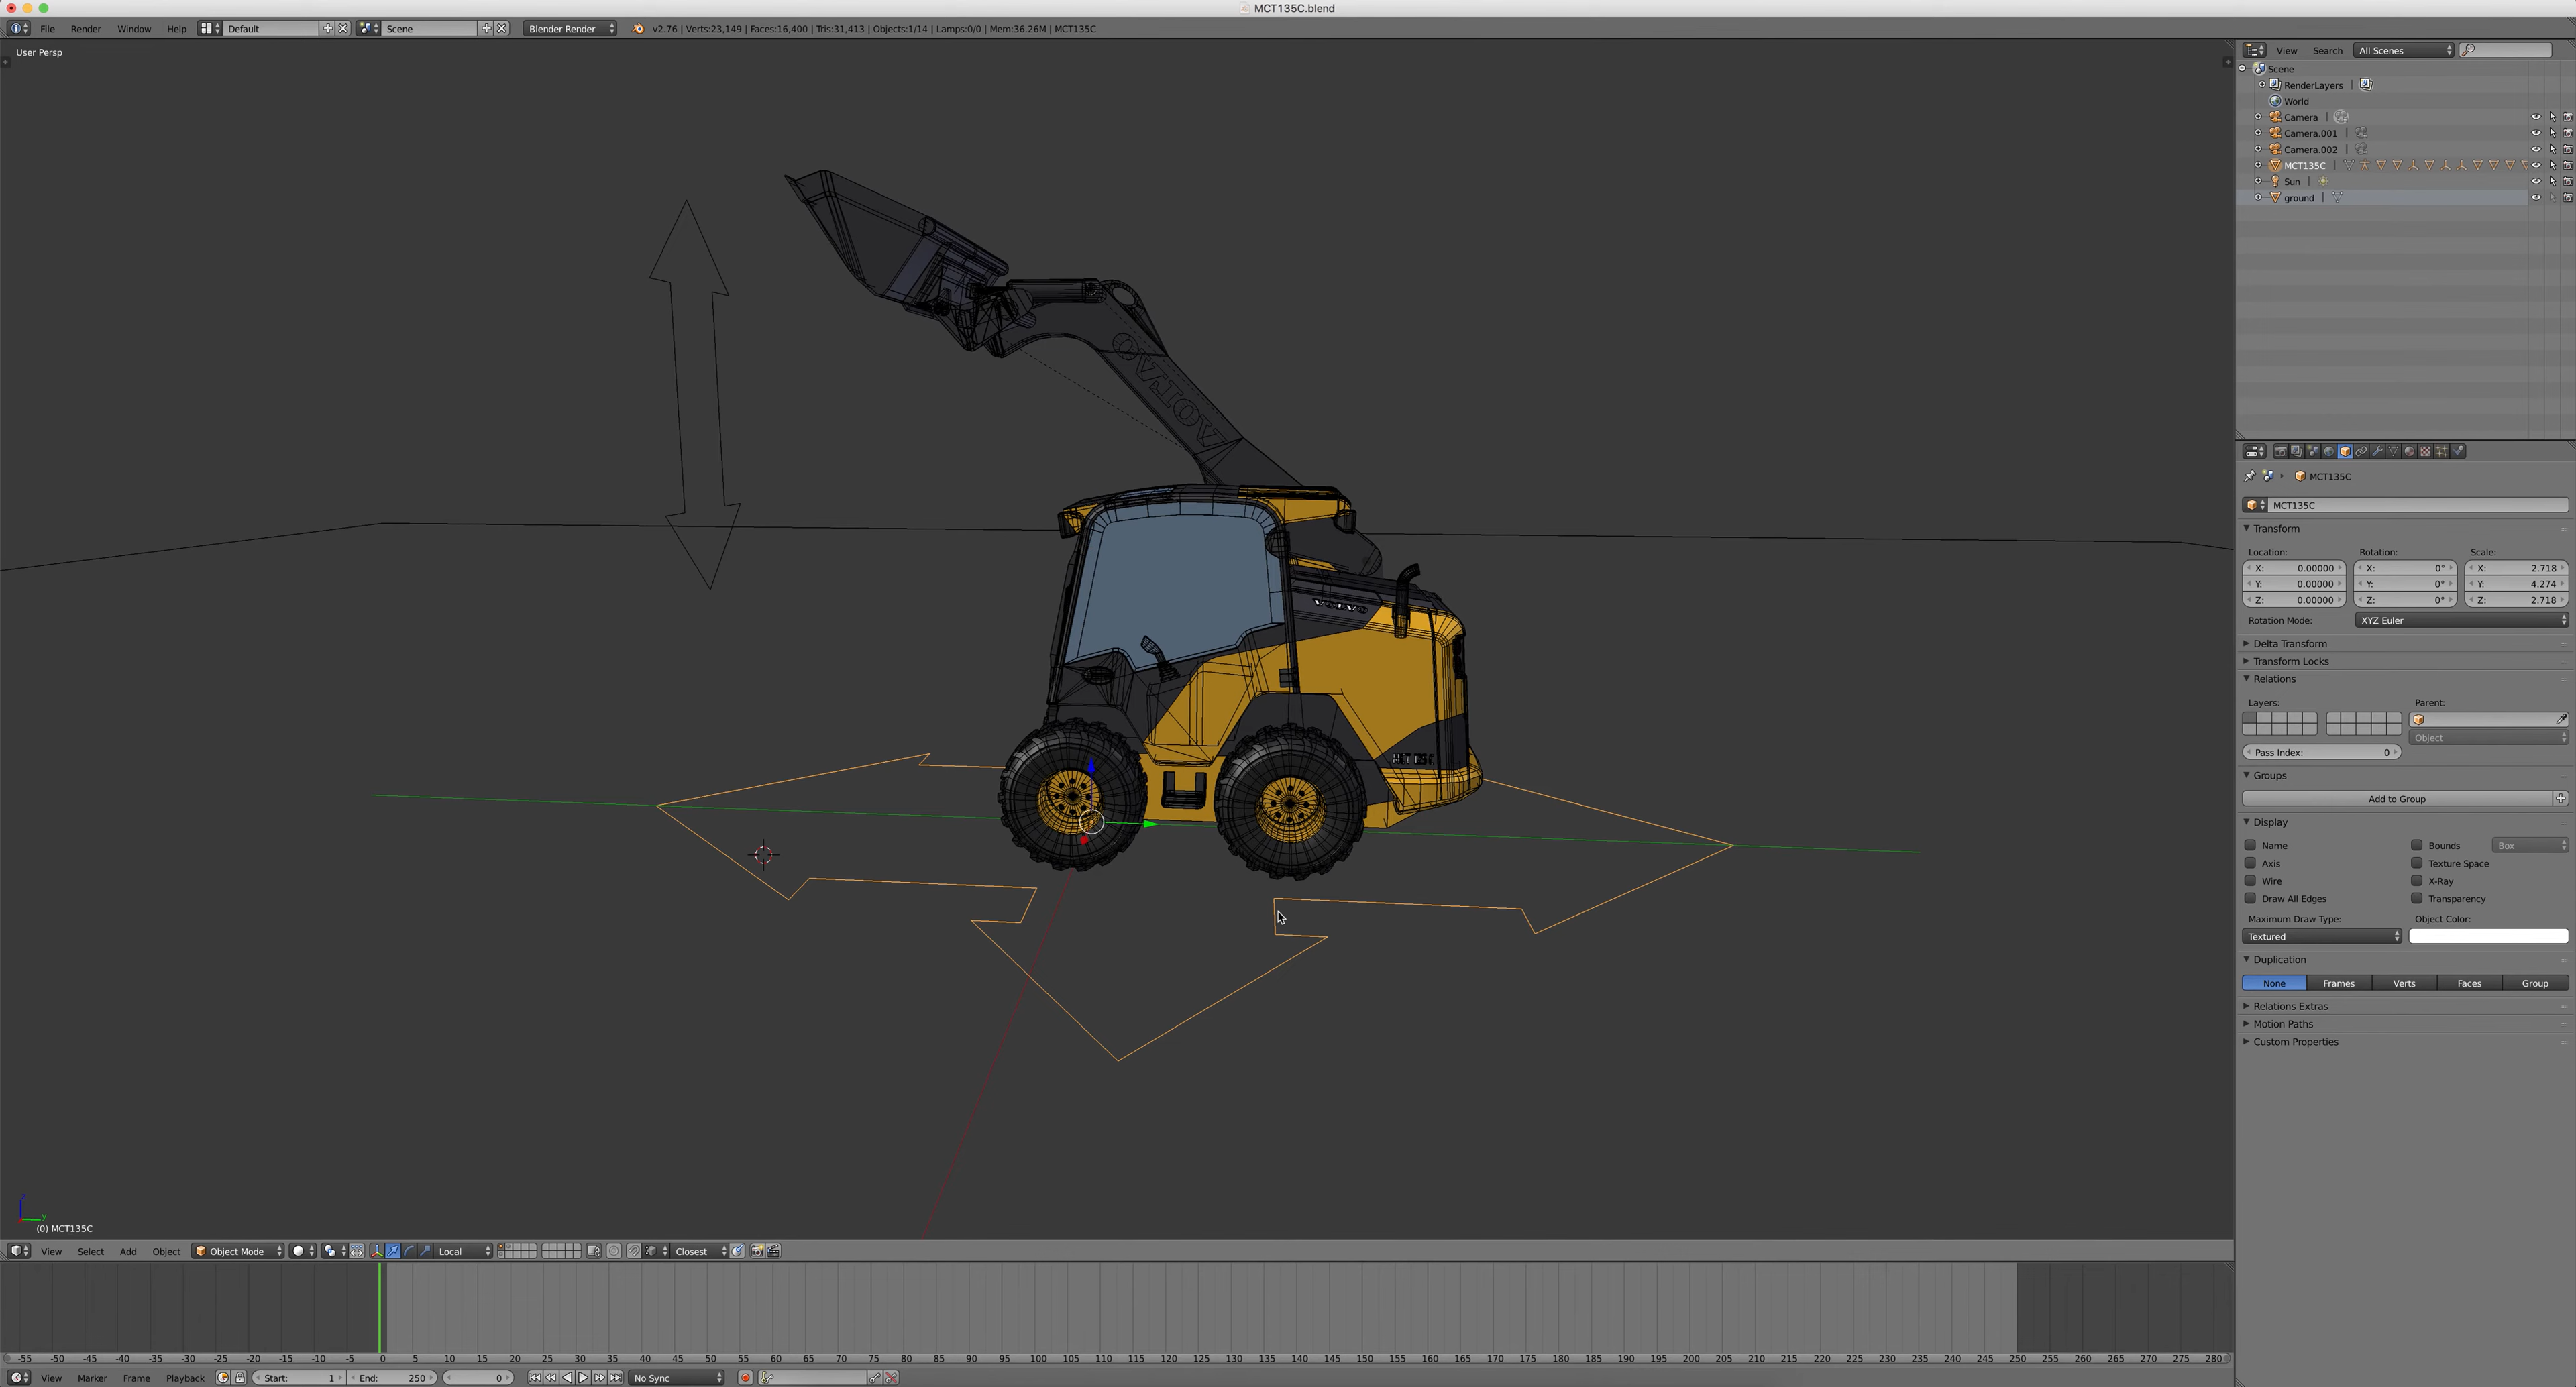 MCT135C.blend
File Render Window Help Default Scene Blender Render v2.76 | Verts:23,149 | Faces:16,400 | Tris:31,413 | Objects:1/14 | Lamps:0/0 | Mem:36.26M | MCT135C
User Persp
VOLVO
VOLVO
z
y
(0) MCT135C
View Select Add Object Object Mode Local Closest
-55 -50 -45 -40 -35 -30 -25 -20 -15 -10 -5 0 5 10 15 20 25 30 35 40 45 50 55 60 65 70 75 80 85 90 95 100 105 110 115 120 125 130 135 140 145 150 155 160 165 170 175 180 185 190 195 200 205 210 215 220 225 230 235 240 245 250 255 260 265 270 275 280
View Marker Frame Playback Start: 1 End: 250 0 No Sync
View Search All Scenes
Scene
RenderLayers
World
Camera
Camera.001
Camera.002
MCT135C
Sun
ground
MCT135C
MCT135C
Transform
Location: Rotation: Scale:
X: 0.00000 X: 0° X: 2.718
Y: 0.00000 Y: 0° Y: 4.274
Z: 0.00000 Z: 0° Z: 2.718
Rotation Mode: XYZ Euler
Delta Transform
Transform Locks
Relations
Layers: Parent:
Object
Pass Index: 0
Groups
Add to Group
Display
Name Bounds Box
Axis Texture Space
Wire X-Ray
Draw All Edges Transparency
Maximum Draw Type: Object Color:
Textured
Duplication
None Frames Verts Faces Group
Relations Extras
Motion Paths
Custom Properties